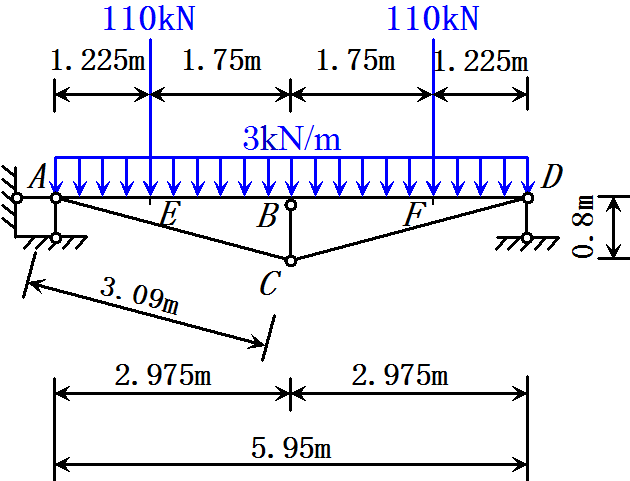 110kN 110kN
1.225m 1.75m 1.75m 1.225m
3kN/m
A D
E B F
0.8m
C
3.09m
2.975m 2.975m
5.95m